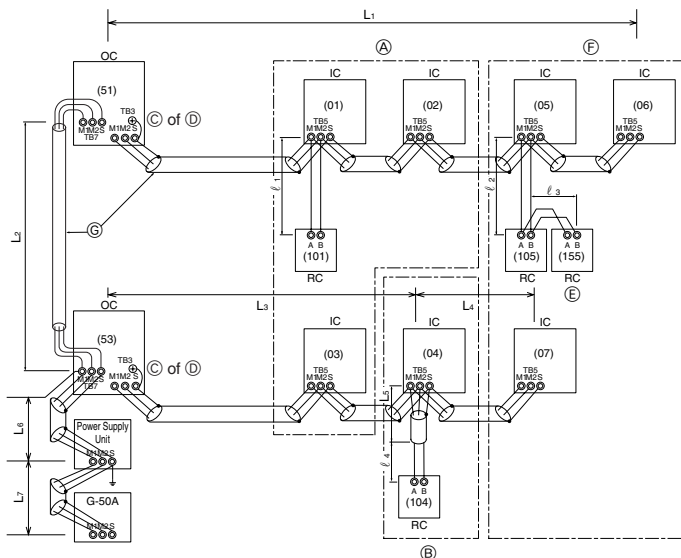 L1
Ⓐ
Ⓕ
OC
(51)
TB3
M1M2S
TB7
M1M2S
Ⓒ of Ⓓ
IC
(01)
TB5
M1M2S
IC
(02)
TB5
M1M2S
IC
(05)
TB5
M1M2S
IC
(06)
TB5
M1M2S
ℓ1
ℓ2
ℓ3
L2
Ⓖ
A B
(101)
RC
A B
(105)
RC
A B
(155)
RC
Ⓔ
L3
L4
OC
(53)
TB3
M1M2S
TB7
M1M2S
Ⓒ of Ⓓ
IC
(03)
TB5
M1M2S
IC
(04)
TB5
M1M2S
IC
(07)
TB5
M1M2S
L5
ℓ4
L6
Power Supply
Unit
M1M2S
L7
G-50A
M1M2S
A B
(104)
RC
Ⓑ